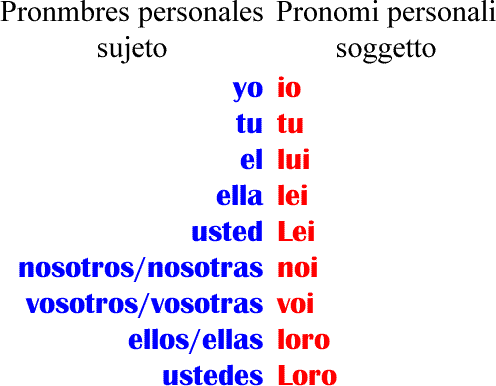 Pronmbres personales Pronomi personali
sujeto soggetto
yo io
tu tu
el lui
ella lei
usted Lei
nosotros/nosotras noi
vosotros/vosotras voi
ellos/ellas loro
ustedes Loro